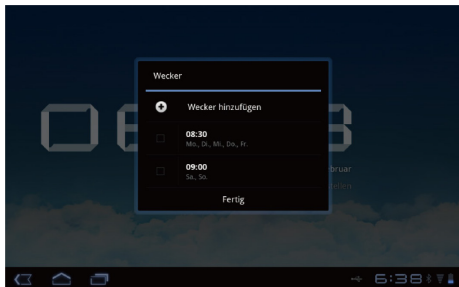 Wecker
Wecker hinzufügen
08:30
Mo., Di., Mi., Do., Fr.
09:00
Sa., So.
Fertig
6:38